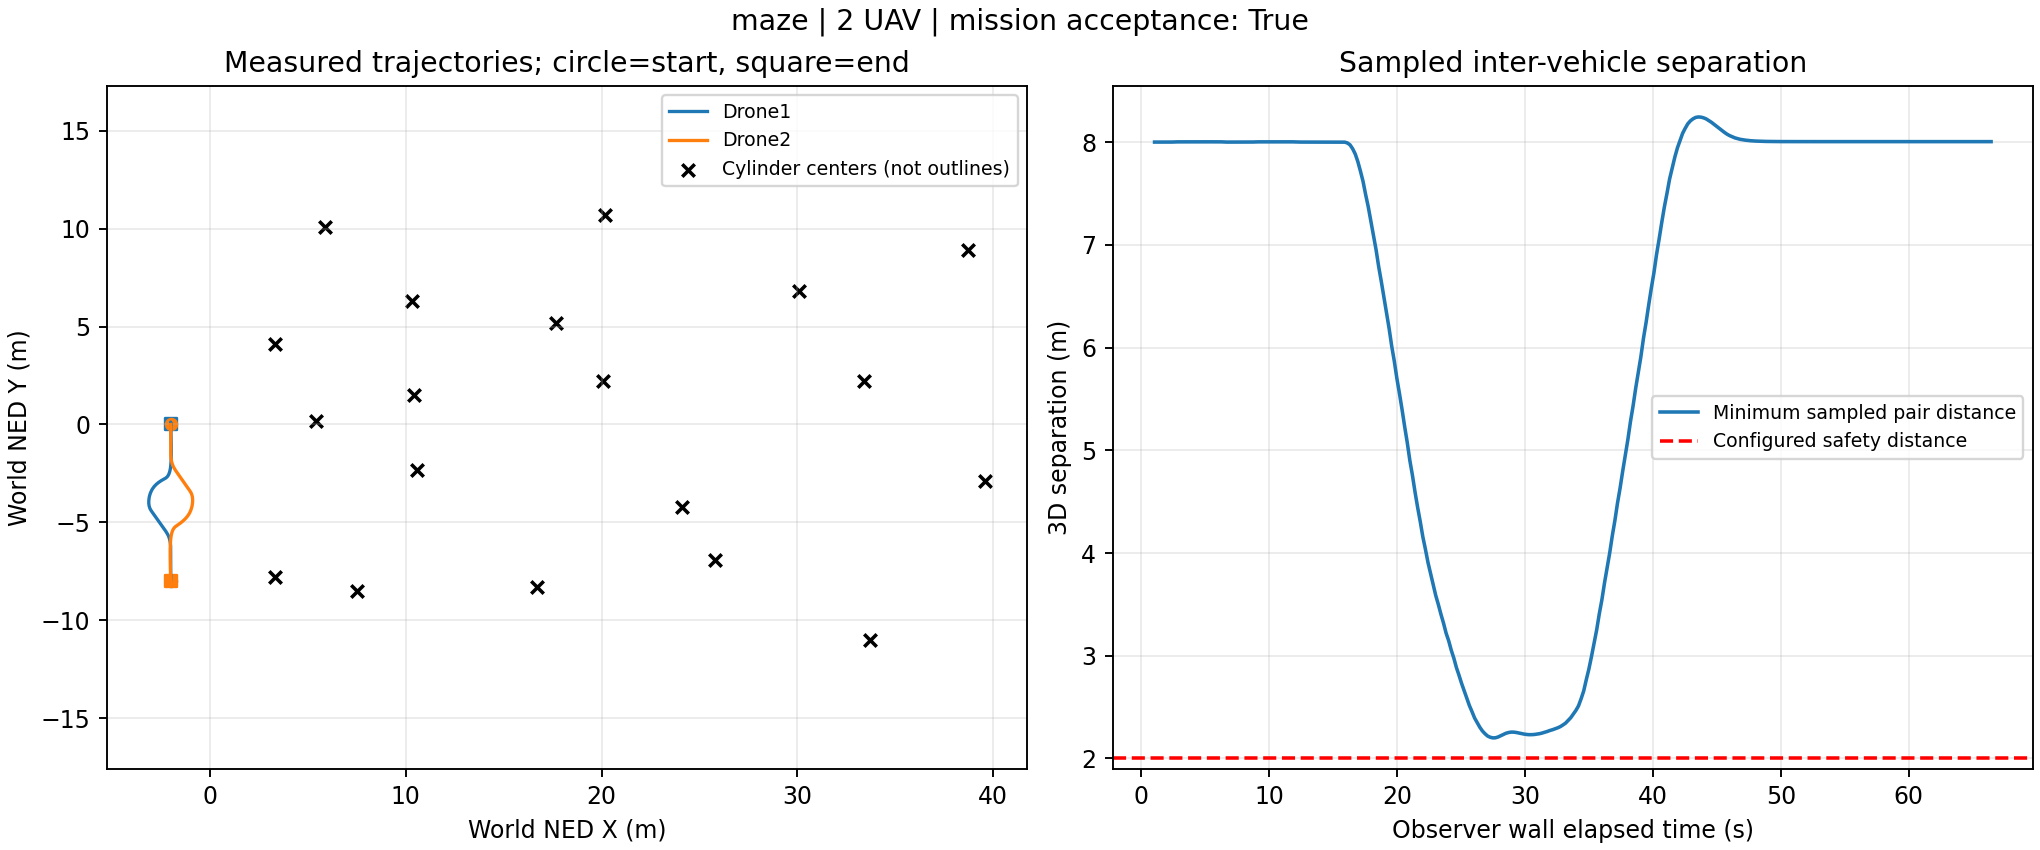 maze | 2 UAV | mission acceptance: True
Measured trajectories; circle=start, square=end
Drone1
Drone2
Cylinder centers (not outlines)
15
10
5
0
−5
−10
−15
World NED Y (m)
0
10
20
30
40
World NED X (m)
Sampled inter-vehicle separation
8
7
6
5
4
3
2
3D separation (m)
Minimum sampled pair distance
Configured safety distance
0
10
20
30
40
50
60
Observer wall elapsed time (s)